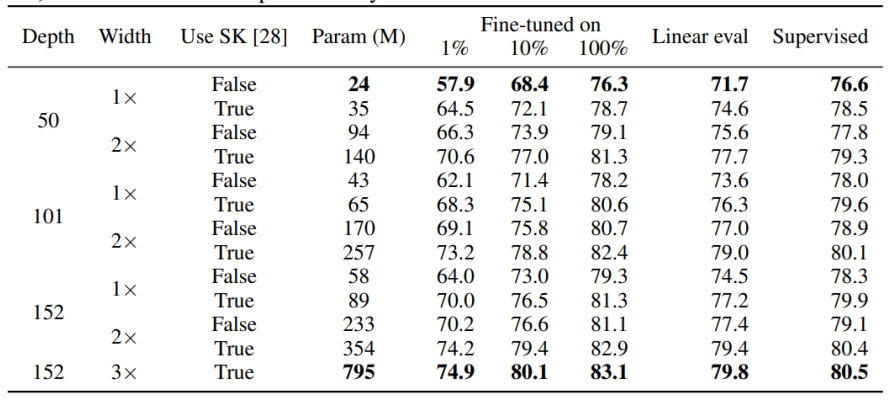 Depth Width Use SK [28] Param (M) Fine-tuned on Linear eval Supervised
1% 10% 100%
50 1× False 24 57.9 68.4 76.3 71.7 76.6
True 35 64.5 72.1 78.7 74.6 78.5
2× False 94 66.3 73.9 79.1 75.6 77.8
True 140 70.6 77.0 81.3 77.7 79.3
101 1× False 43 62.1 71.4 78.2 73.6 78.0
True 65 68.3 75.1 80.6 76.3 79.6
2× False 170 69.1 75.8 80.7 77.0 78.9
True 257 73.2 78.8 82.4 79.0 80.1
152 1× False 58 64.0 73.0 79.3 74.5 78.3
True 89 70.0 76.5 81.3 77.2 79.9
2× False 233 70.2 76.6 81.1 77.4 79.1
True 354 74.2 79.4 82.9 79.4 80.4
152 3× True 795 74.9 80.1 83.1 79.8 80.5